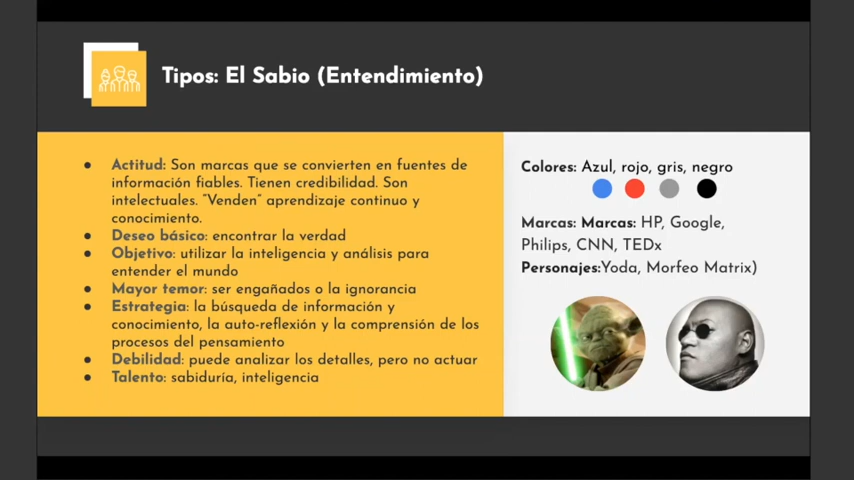 Tipos: El Sabio (Entendimiento)
● Actitud: Son marcas que se convierten en fuentes de
información fiables. Tienen credibilidad. Son
intelectuales. "Venden" aprendizaje continuo y
conocimiento.
● Deseo básico: encontrar la verdad
● Objetivo: utilizar la inteligencia y análisis para
entender el mundo
● Mayor temor: ser engañados o la ignorancia
● Estrategia: la búsqueda de información y
conocimiento, la auto-reflexión y la comprensión de los
procesos del pensamiento
● Debilidad: puede analizar los detalles, pero no actuar
● Talento: sabiduría, inteligencia
Colores: Azul, rojo, gris, negro
Marcas: Marcas: HP, Google,
Philips, CNN, TEDx
Personajes:Yoda, Morfeo Matrix)